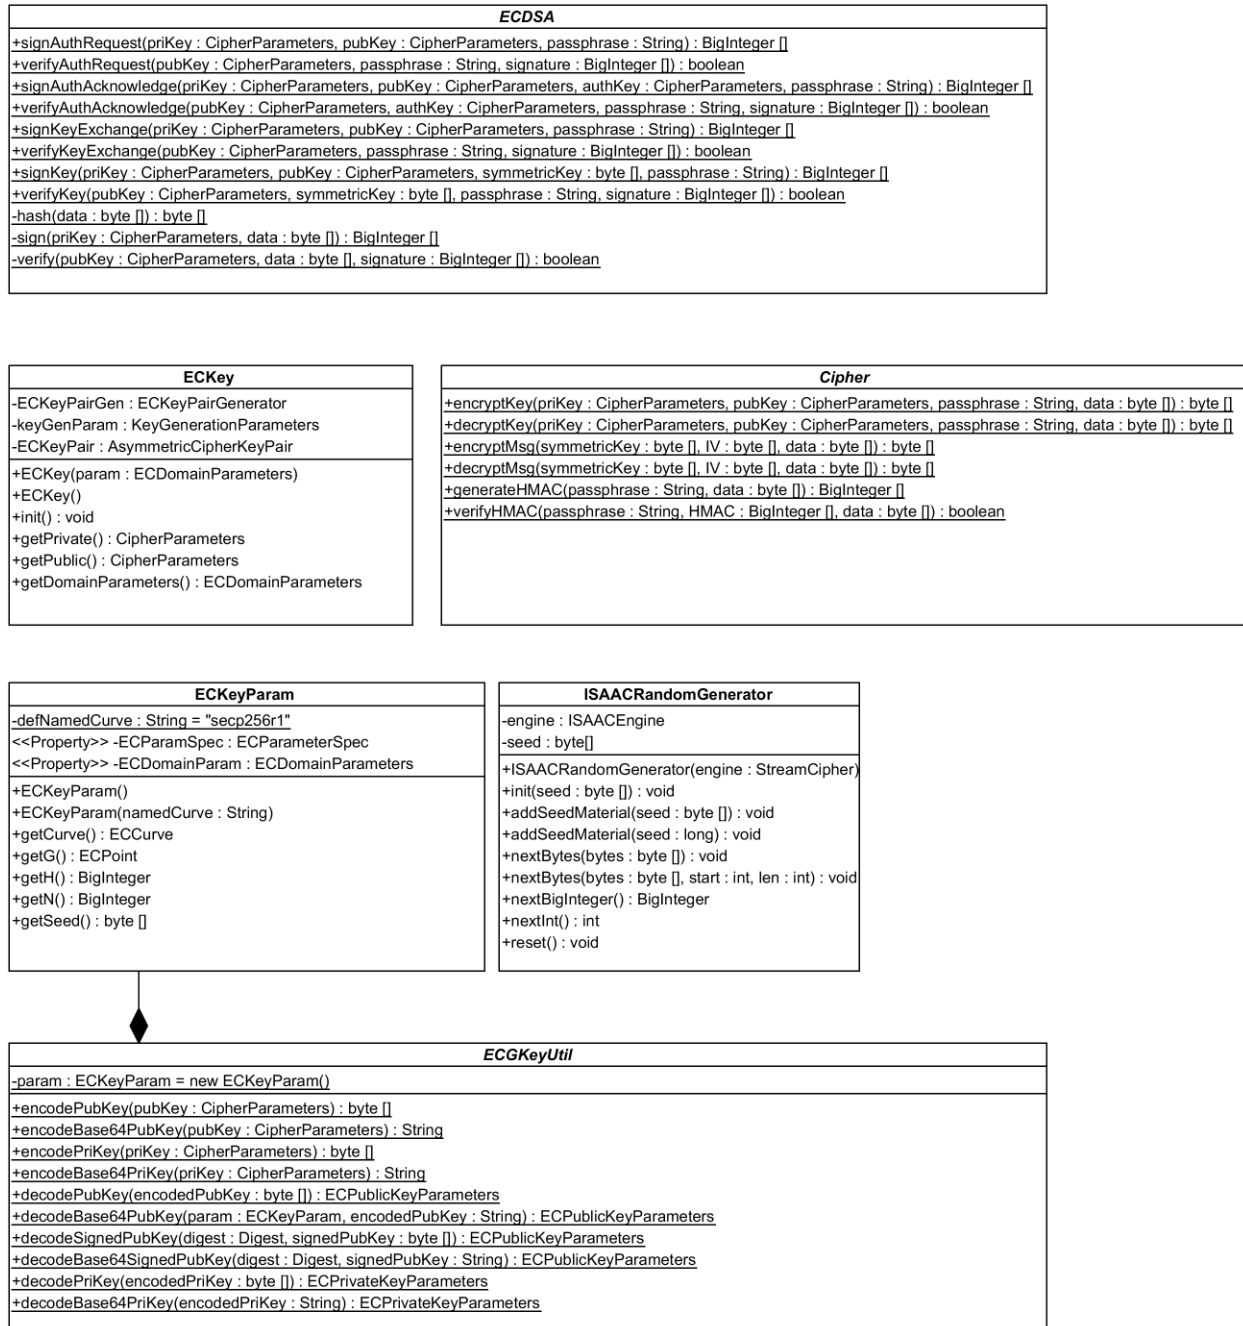 ECDSA
+signAuthRequest(priKey : CipherParameters, pubKey : CipherParameters, passphrase : String) : BigInteger []
+verifyAuthRequest(pubKey : CipherParameters, passphrase : String, signature : BigInteger []) : boolean
+signAuthAcknowledge(priKey : CipherParameters, pubKey : CipherParameters, authKey : CipherParameters, passphrase : String) : BigInteger []
+verifyAuthAcknowledge(pubKey : CipherParameters, authKey : CipherParameters, passphrase : String, signature : BigInteger []) : boolean
+signKeyExchange(priKey : CipherParameters, pubKey : CipherParameters, passphrase : String) : BigInteger []
+verifyKeyExchange(pubKey : CipherParameters, passphrase : String, signature : BigInteger []) : boolean
+signKey(priKey : CipherParameters, pubKey : CipherParameters, symmetricKey : byte [], passphrase : String) : BigInteger []
+verifyKey(pubKey : CipherParameters, symmetricKey : byte [], passphrase : String, signature : BigInteger []) : boolean
-hash(data : byte []) : byte []
-sign(priKey : CipherParameters, data : byte []) : BigInteger []
-verify(pubKey : CipherParameters, data : byte [], signature : BigInteger []) : boolean
ECKey
-ECKeyPairGen : ECKeyPairGenerator
-keyGenParam : KeyGenerationParameters
-ECKeyPair : AsymmetricCipherKeyPair
+ECKey(param : ECDomainParameters)
+ECKey()
+init() : void
+getPrivate() : CipherParameters
+getPublic() : CipherParameters
+getDomainParameters() : ECDomainParameters
Cipher
+encryptKey(priKey : CipherParameters, pubKey : CipherParameters, passphrase : String, data : byte []) : byte []
+decryptKey(priKey : CipherParameters, pubKey : CipherParameters, passphrase : String, data : byte []) : byte []
+encryptMsg(symmetricKey : byte [], IV : byte [], data : byte []) : byte []
+decryptMsg(symmetricKey : byte [], IV : byte [], data : byte []) : byte []
+generateHMAC(passphrase : String, data : byte []) : BigInteger []
+verifyHMAC(passphrase : String, HMAC : BigInteger [], data : byte []) : boolean
ECKeyParam
-defNamedCurve : String = "secp256r1"
<<Property>> -ECParamSpec : ECParameterSpec
<<Property>> -ECDomainParam : ECDomainParameters
+ECKeyParam()
+ECKeyParam(namedCurve : String)
+getCurve() : ECCurve
+getG() : ECPoint
+getH() : BigInteger
+getN() : BigInteger
+getSeed() : byte []
ISAACRandomGenerator
-engine : ISAACEngine
-seed : byte[]
+ISAACRandomGenerator(engine : StreamCipher)
+init(seed : byte []) : void
+addSeedMaterial(seed : byte []) : void
+addSeedMaterial(seed : long) : void
+nextBytes(bytes : byte []) : void
+nextBytes(bytes : byte [], start : int, len : int) : void
+nextBigInteger() : BigInteger
+nextInt() : int
+reset() : void
ECGKeyUtil
-param : ECKeyParam = new ECKeyParam()
+encodePubKey(pubKey : CipherParameters) : byte []
+encodeBase64PubKey(pubKey : CipherParameters) : String
+encodePriKey(priKey : CipherParameters) : byte []
+encodeBase64PriKey(priKey : CipherParameters) : String
+decodePubKey(encodedPubKey : byte []) : ECPublicKeyParameters
+decodeBase64PubKey(param : ECKeyParam, encodedPubKey : String) : ECPublicKeyParameters
+decodeSignedPubKey(digest : Digest, signedPubKey : byte []) : ECPublicKeyParameters
+decodeBase64SignedPubKey(digest : Digest, signedPubKey : String) : ECPublicKeyParameters
+decodePriKey(encodedPriKey : byte []) : ECPrivateKeyParameters
+decodeBase64PriKey(encodedPriKey : String) : ECPrivateKeyParameters